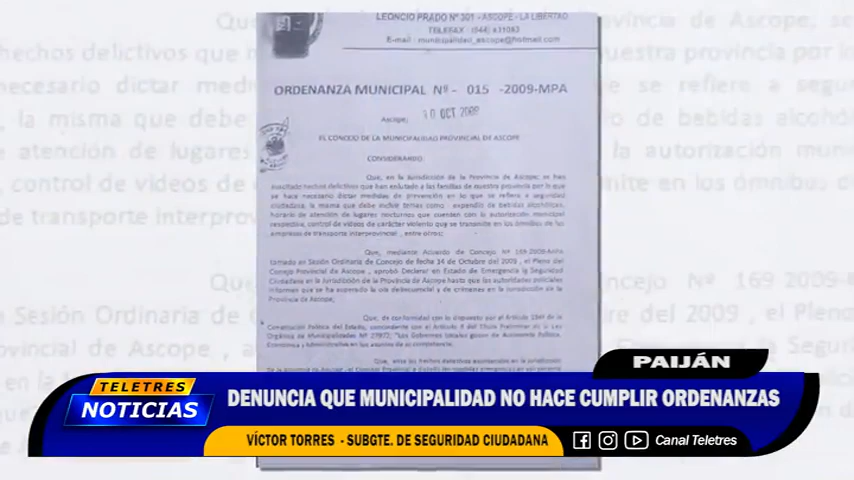 LEONCIO PRADO Nº 301 - ASCOPE - LA LIBERTAD
TELEFAX (044) 831083
E-mail: municipalidad_ascope@hotmail.com
ORDENANZA MUNICIPAL Nº- 015 -2009-MPA
Ascope, 10 OCT 2009
EL CONCEJO DE LA MUNICIPALIDAD PROVINCIAL DE ASCOPE
CONSIDERANDO
Que, en la Jurisdicción de la Provincia de Ascope, se han
suscitado hechos delictivos que han enlutado a las familias de nuestra provincia por lo que
se hace necesario dictar medidas de prevención en lo que se refiere a seguridad
ciudadana, la misma que debe incluir temas como: expendio de bebidas alcohólicas,
horario de atención de lugares nocturnos que cuenten con la autorización municipal
respectiva, control de videos de carácter violento que se transmite en los ómnibus de las
empresas de transporte interprovincial, entre otros;
Que, mediante Acuerdo de Concejo Nº 169-2009-MPA
tomado en Sesión Ordinaria de Concejo de fecha 14 de Octubre del 2009, el Pleno del
Concejo Provincial de Ascope, aprobó Declarar en Estado de Emergencia la Seguridad
Ciudadana en la Jurisdicción de la Provincia de Ascope hasta que las autoridades policiales
informen que se ha superado la ola delincuencial y de crímenes en la Jurisdicción de la
Provincia de Ascope;
Que, de conformidad con lo dispuesto por el Artículo 194º de la
Constitución Política del Estado, concordante con el Artículo II del Título Preliminar de la Ley
Orgánica de Municipalidades Nº 27972; "Los Gobiernos Locales gozan de Autonomía Política,
Económica y Administrativa en los asuntos de su competencia.
Que, ante los hechos delictivos
PAIJÁN
TELETRES
NOTICIAS
DENUNCIA QUE MUNICIPALIDAD NO HACE CUMPLIR ORDENANZAS
VÍCTOR TORRES - SUBGTE. DE SEGURIDAD CIUDADANA
Canal Teletres